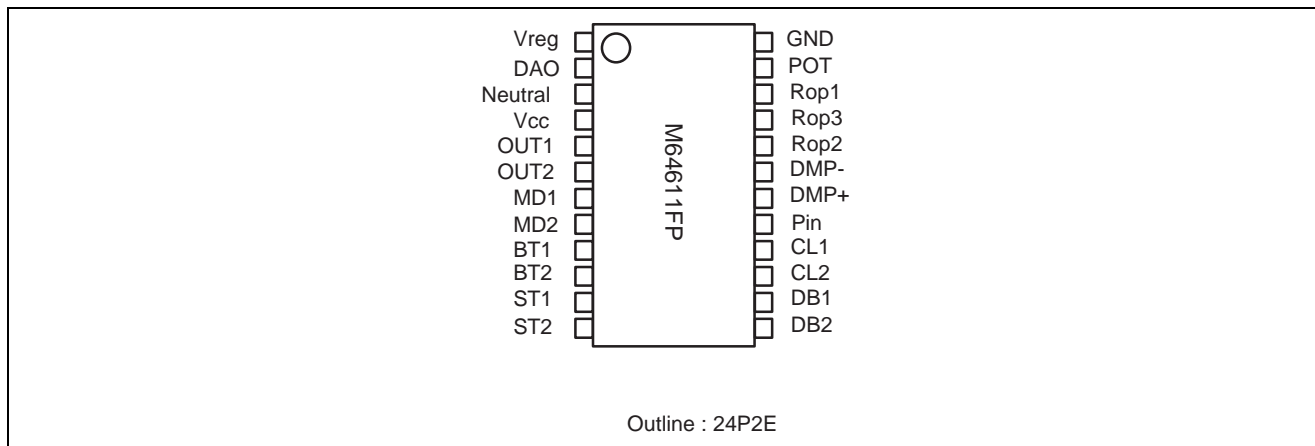 Vreg GND
DAO POT
Neutral Rop1
Vcc Rop3
OUT1 Rop2
OUT2 DMP-
MD1 DMP+
MD2 Pin
BT1 CL1
BT2 CL2
ST1 DB1
ST2 DB2
M64611FP
Outline : 24P2E